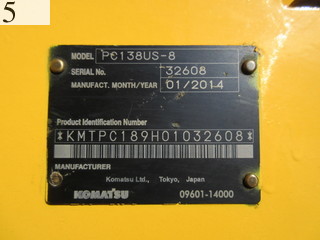 5
MODEL PC138US-8
SERIAL No. 32608
MANUFACT. MONTH/YEAR 01/2014
Product Identification Number
*KMTPC189H01032608*
MANUFACTURER
Komatsu Ltd., Tokyo, Japan
KOMATSU 09601-14000